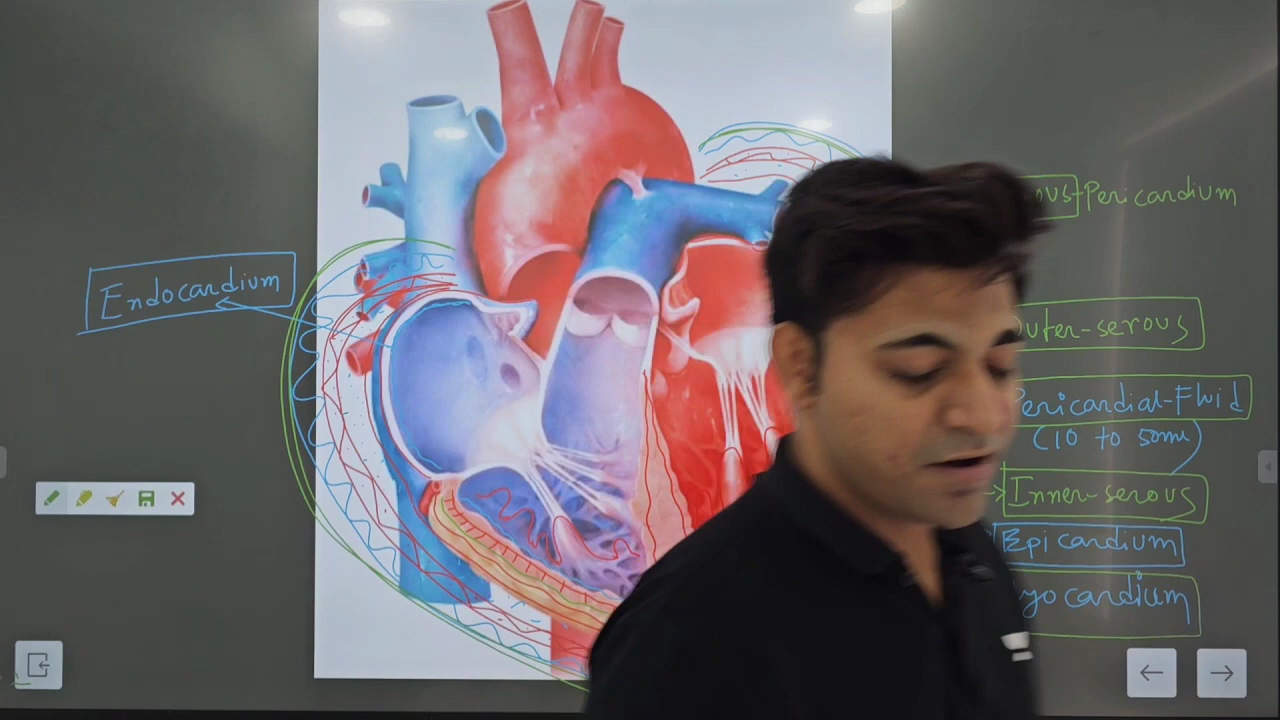 ous-Pericardium
Endocardium
Outer-serous
Pericardial-Fluid
(10 to 50ml)
Inner-serous
Epicardium
yocardium